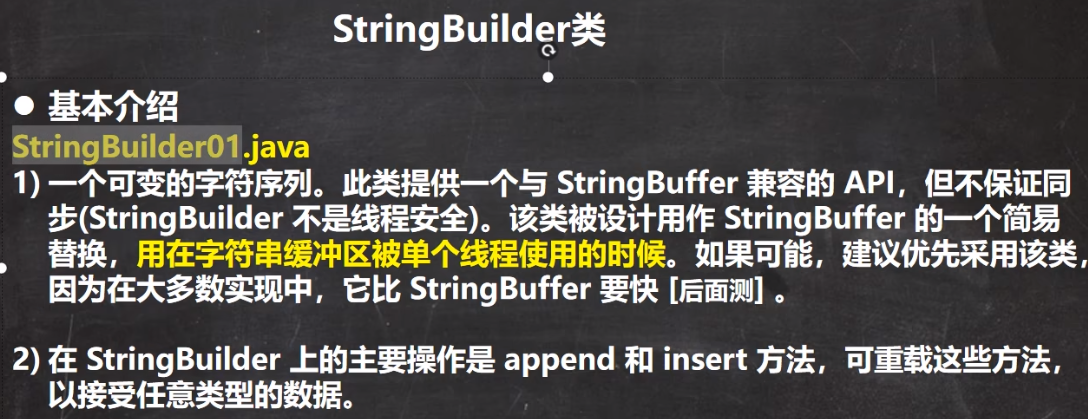 StringBuilder类
● 基本介绍
StringBuilder01.java
1) 一个可变的字符序列。此类提供一个与 StringBuffer 兼容的 API，但不保证同
步(StringBuilder 不是线程安全)。该类被设计用作 StringBuffer 的一个简易
替换，用在字符串缓冲区被单个线程使用的时候。如果可能，建议优先采用该类，
因为在大多数实现中，它比 StringBuffer 要快 [后面测] 。
2) 在 StringBuilder 上的主要操作是 append 和 insert 方法，可重载这些方法，
以接受任意类型的数据。